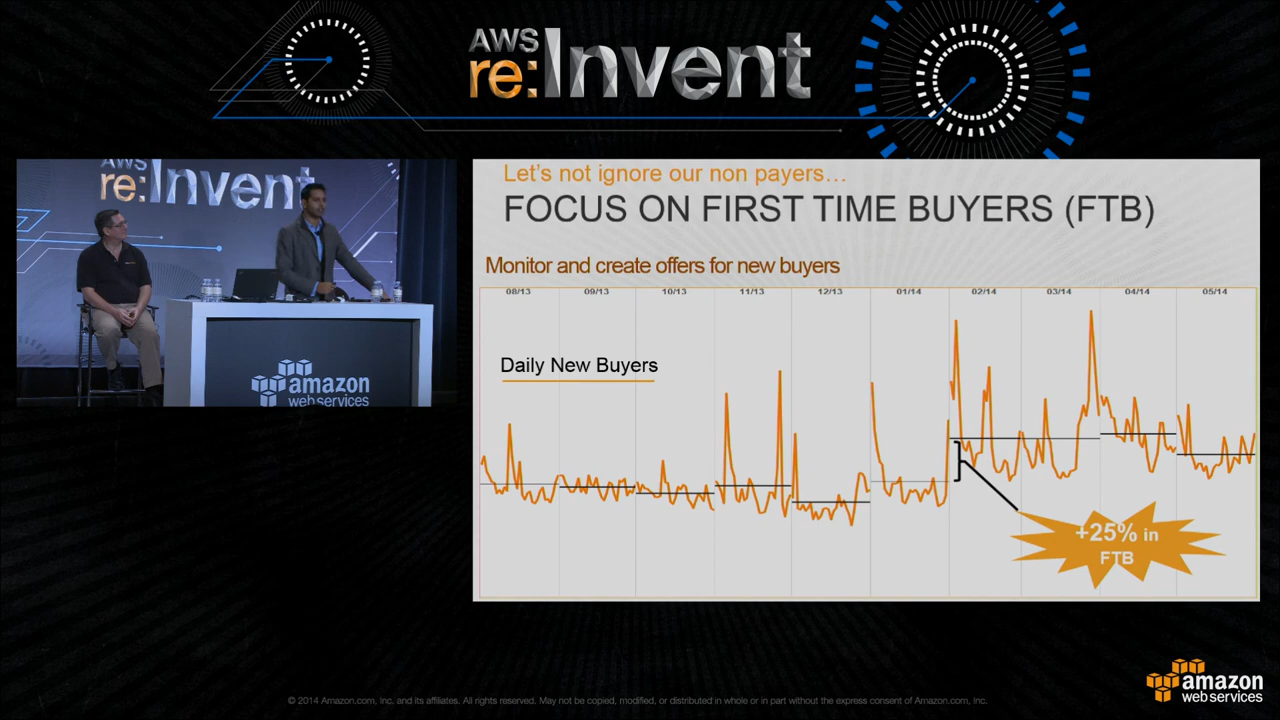 AWS
re:Invent
AWS
re:Invent
amazon
web services
Let's not ignore our non payers...
FOCUS ON FIRST TIME BUYERS (FTB)
Monitor and create offers for new buyers
08/13 09/13 10/13 11/13 12/13 01/14 02/14 03/14 04/14 05/14
Daily New Buyers
+25% in
FTB
amazon
web services
© 2014 Amazon.com, Inc. and its affiliates. All rights reserved. May not be copied, modified, or distributed in whole or in part without the express consent of Amazon.com, Inc.